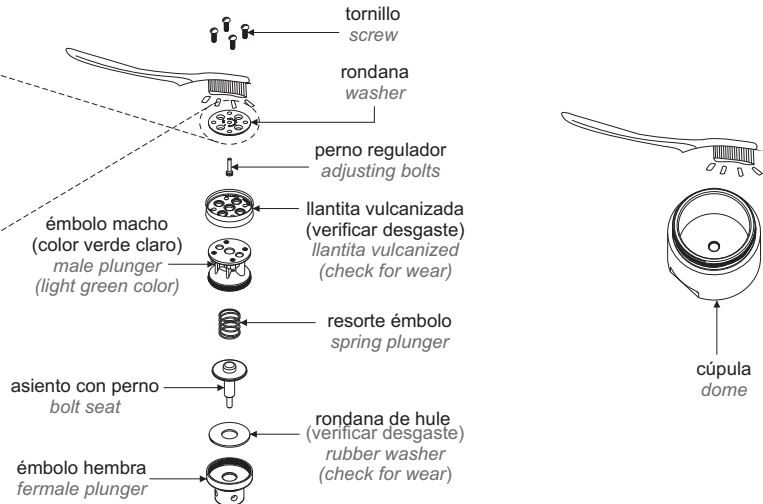 tornillo
screw
rondana
washer
perno regulador
adjusting bolts
llantita vulcanizada
(verificar desgaste)
llantita vulcanized
(check for wear)
émbolo macho
(color verde claro)
male plunger
(light green color)
resorte émbolo
spring plunger
asiento con perno
bolt seat
rondana de hule
(verificar desgaste)
rubber washer
(check for wear)
émbolo hembra
fermale plunger
cúpula
dome